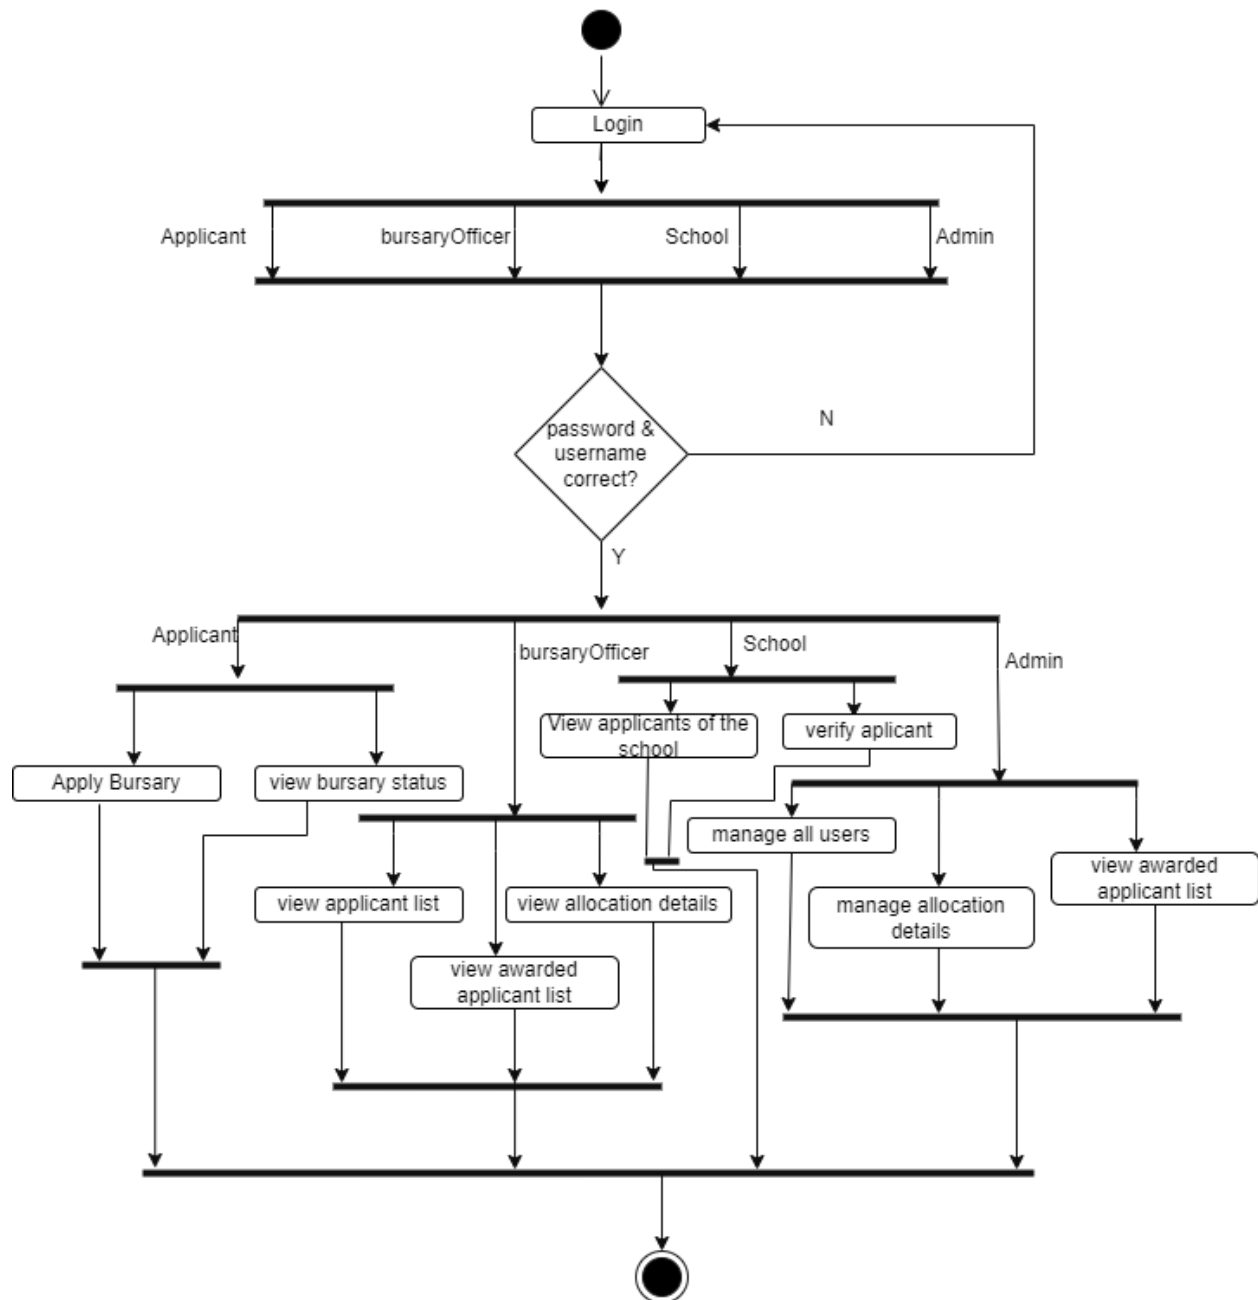 Login
Applicant
bursaryOfficer
School
Admin
password &
username
correct?
N
Y
Applicant
bursaryOfficer
School
Admin
View applicants of the
school
verify aplicant
Apply Bursary
view bursary status
manage all users
view applicant list
view allocation details
view awarded
applicant list
manage allocation
details
view awarded
applicant list